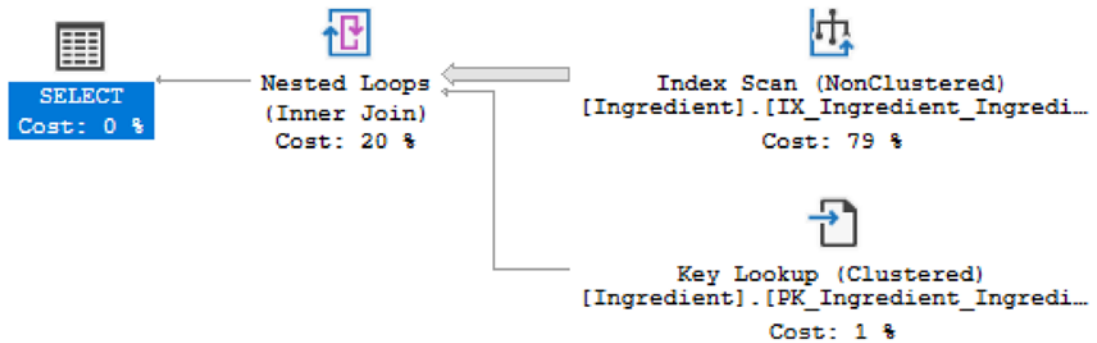 SELECT
Cost: 0 %
Nested Loops
(Inner Join)
Cost: 20 %
Index Scan (NonClustered)
[Ingredient].[IX_Ingredient_Ingredi…
Cost: 79 %
Key Lookup (Clustered)
[Ingredient].[PK_Ingredient_Ingredi…
Cost: 1 %